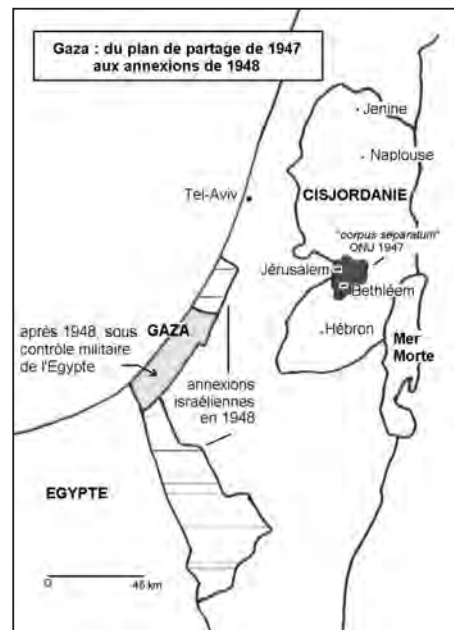 Gaza : du plan de partage de 1947
aux annexions de 1948
Jenine
Naplouse
Tel-Aviv
CISJORDANIE
"corpus separatum"
ONU 1947
Jérusalem
Bethléem
Hébron
Mer
Morte
après 1948, sous
contrôle militaire
de l'Egypte
GAZA
annexions
israéliennes
en 1948
EGYPTE
0
46 km